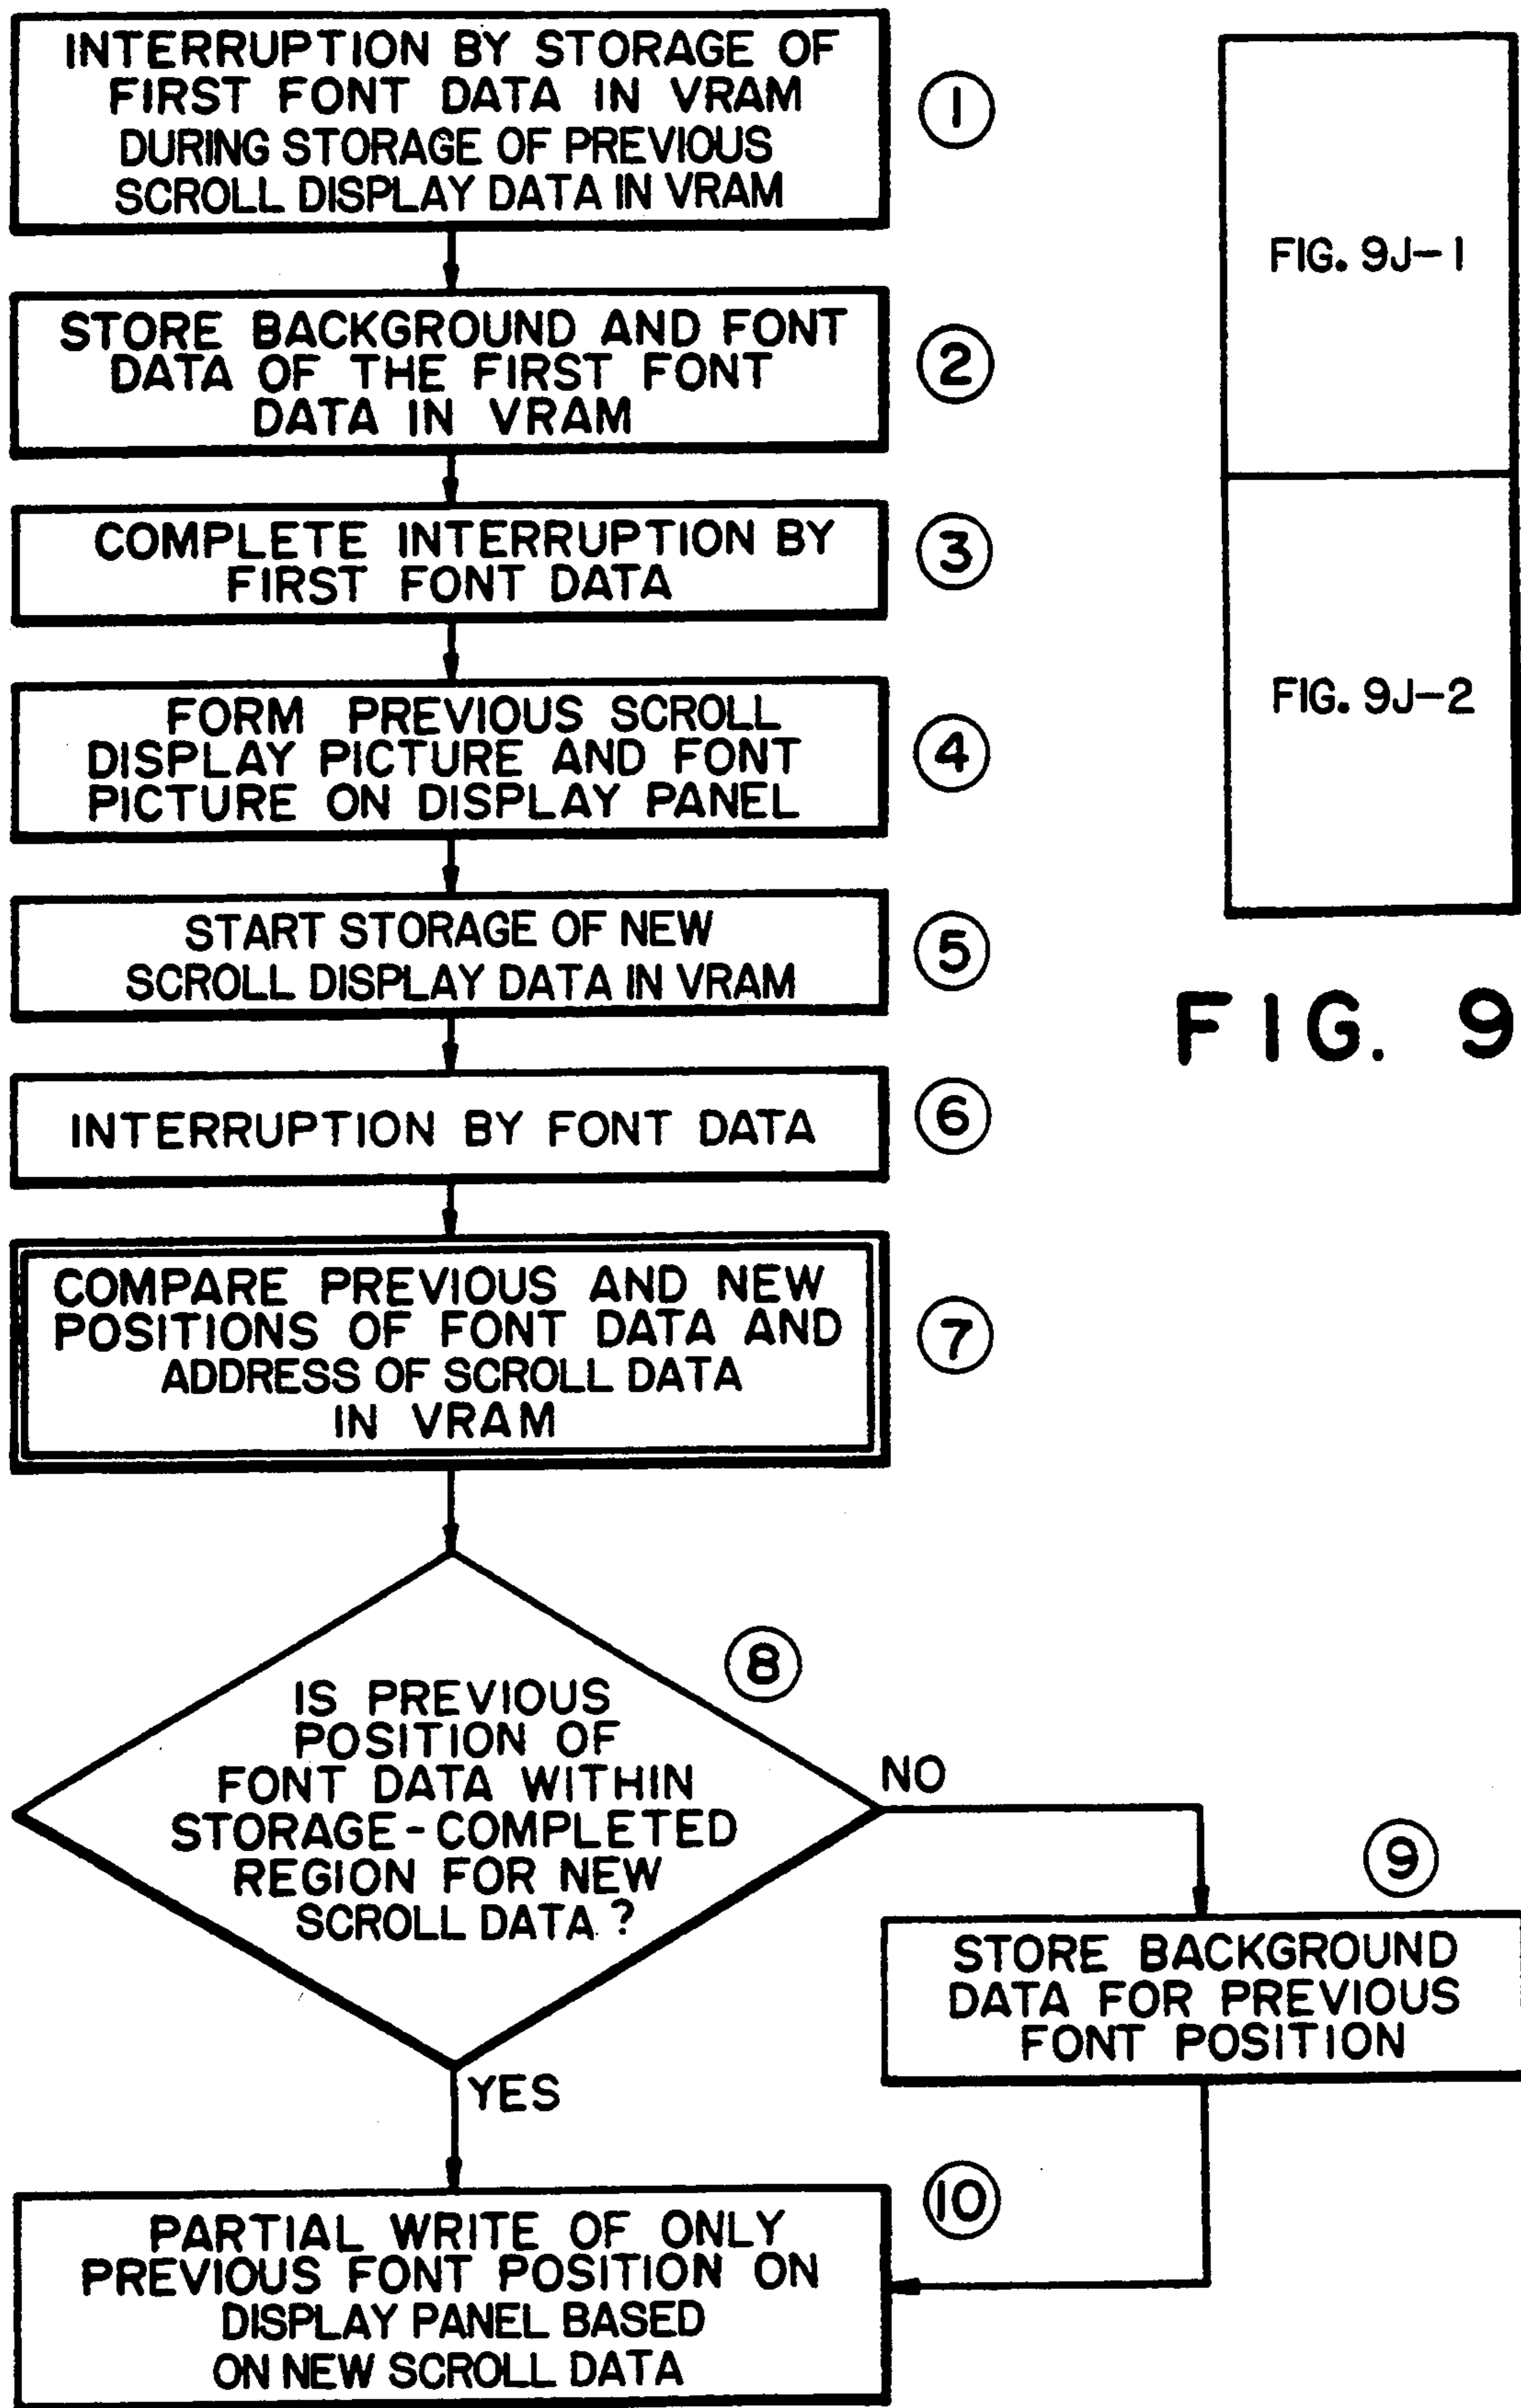 INTERRUPTION BY STORAGE OF
FIRST FONT DATA IN VRAM
DURING STORAGE OF PREVIOUS
SCROLL DISPLAY DATA IN VRAM
1
STORE BACKGROUND AND FONT
DATA OF THE FIRST FONT
DATA IN VRAM
2
COMPLETE INTERRUPTION BY
FIRST FONT DATA
3
FORM PREVIOUS SCROLL
DISPLAY PICTURE AND FONT
PICTURE ON DISPLAY PANEL
4
START STORAGE OF NEW
SCROLL DISPLAY DATA IN VRAM
5
INTERRUPTION BY FONT DATA
6
COMPARE PREVIOUS AND NEW
POSITIONS OF FONT DATA AND
ADDRESS OF SCROLL DATA
IN VRAM
7
IS PREVIOUS
POSITION OF
FONT DATA WITHIN
STORAGE-COMPLETED
REGION FOR NEW
SCROLL DATA?
8
NO
YES
9
STORE BACKGROUND
DATA FOR PREVIOUS
FONT POSITION
10
PARTIAL WRITE OF ONLY
PREVIOUS FONT POSITION ON
DISPLAY PANEL BASED
ON NEW SCROLL DATA
FIG. 9J-1
FIG. 9J-2
FIG. 9